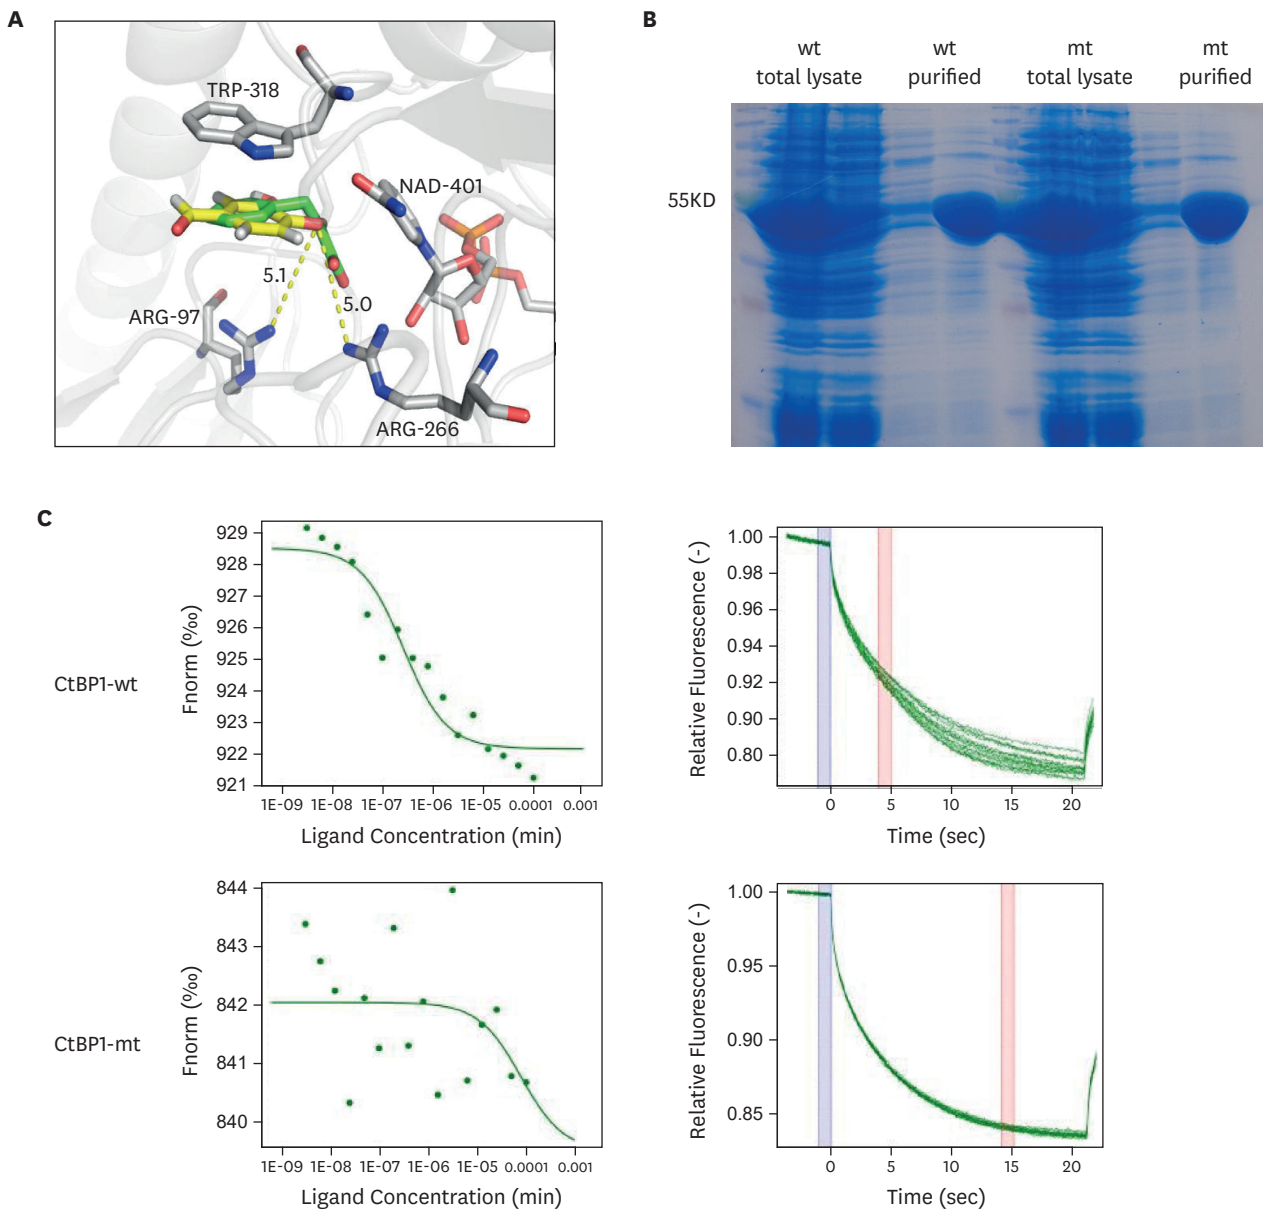 A
TRP-318
NAD-401
5.1
5.0
ARG-97
ARG-266
B
wt
total lysate
wt
purified
mt
total lysate
mt
purified
55KD
C
CtBP1-wt
Fnorm (‰)
929
928
927
926
925
924
923
922
921
1E-09 1E-08 1E-07 1E-06 1E-05 0.0001 0.001
Ligand Concentration (min)
Relative Fluorescence (-)
1.00
0.98
0.96
0.94
0.92
0.90
0.80
0 5 10 15 20
Time (sec)
CtBP1-mt
Fnorm (‰)
844
843
842
841
840
1E-09 1E-08 1E-07 1E-06 1E-05 0.0001 0.001
Ligand Concentration (min)
Relative Fluorescence (-)
1.00
0.95
0.90
0.85
0 5 10 15 20
Time (sec)